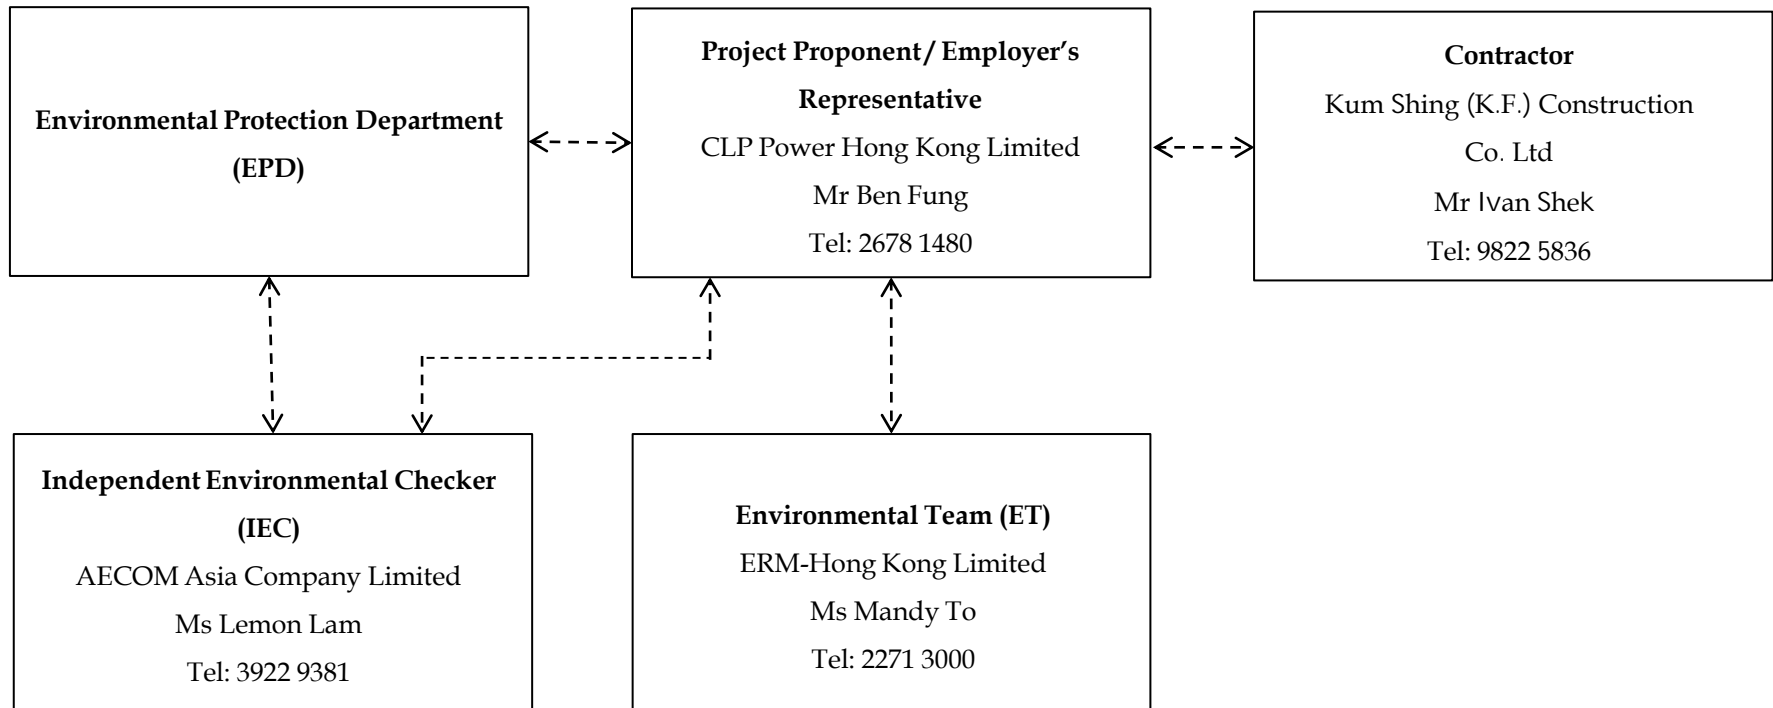 Environmental Protection Department
(EPD)
Project Proponent/ Employer’s
Representative
CLP Power Hong Kong Limited
Mr Ben Fung
Tel: 2678 1480
Contractor
Kum Shing (K.F.) Construction
Co. Ltd
Mr Ivan Shek
Tel: 9822 5836
Independent Environmental Checker
(IEC)
AECOM Asia Company Limited
Ms Lemon Lam
Tel: 3922 9381
Environmental Team (ET)
ERM-Hong Kong Limited
Ms Mandy To
Tel: 2271 3000